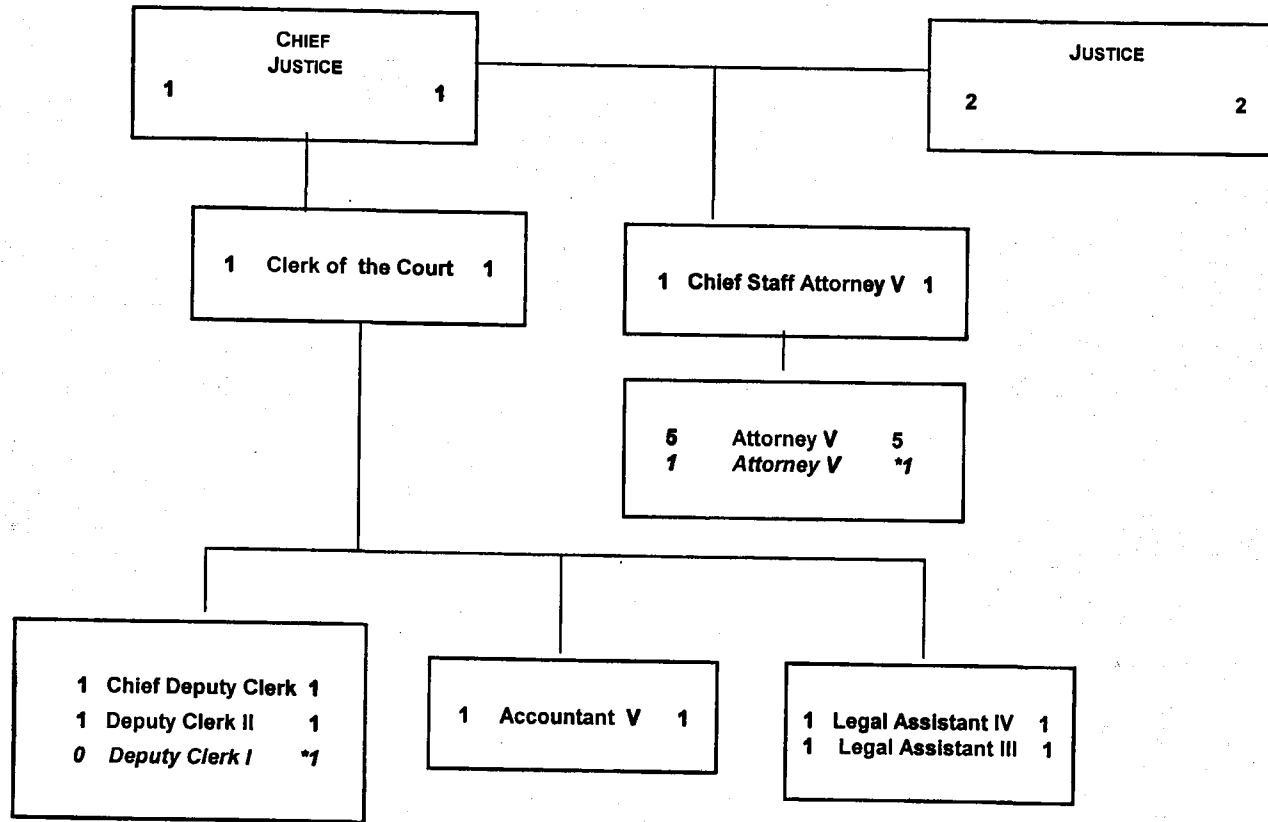 CHIEF
JUSTICE
1 1
JUSTICE
2 2
1 Clerk of the Court 1
1 Chief Staff Attorney V 1
5 Attorney V 5
1 Attorney V *1
1 Chief Deputy Clerk 1
1 Deputy Clerk II 1
0 Deputy Clerk I *1
1 Accountant V 1
1 Legal Assistant IV 1
1 Legal Assistant III 1